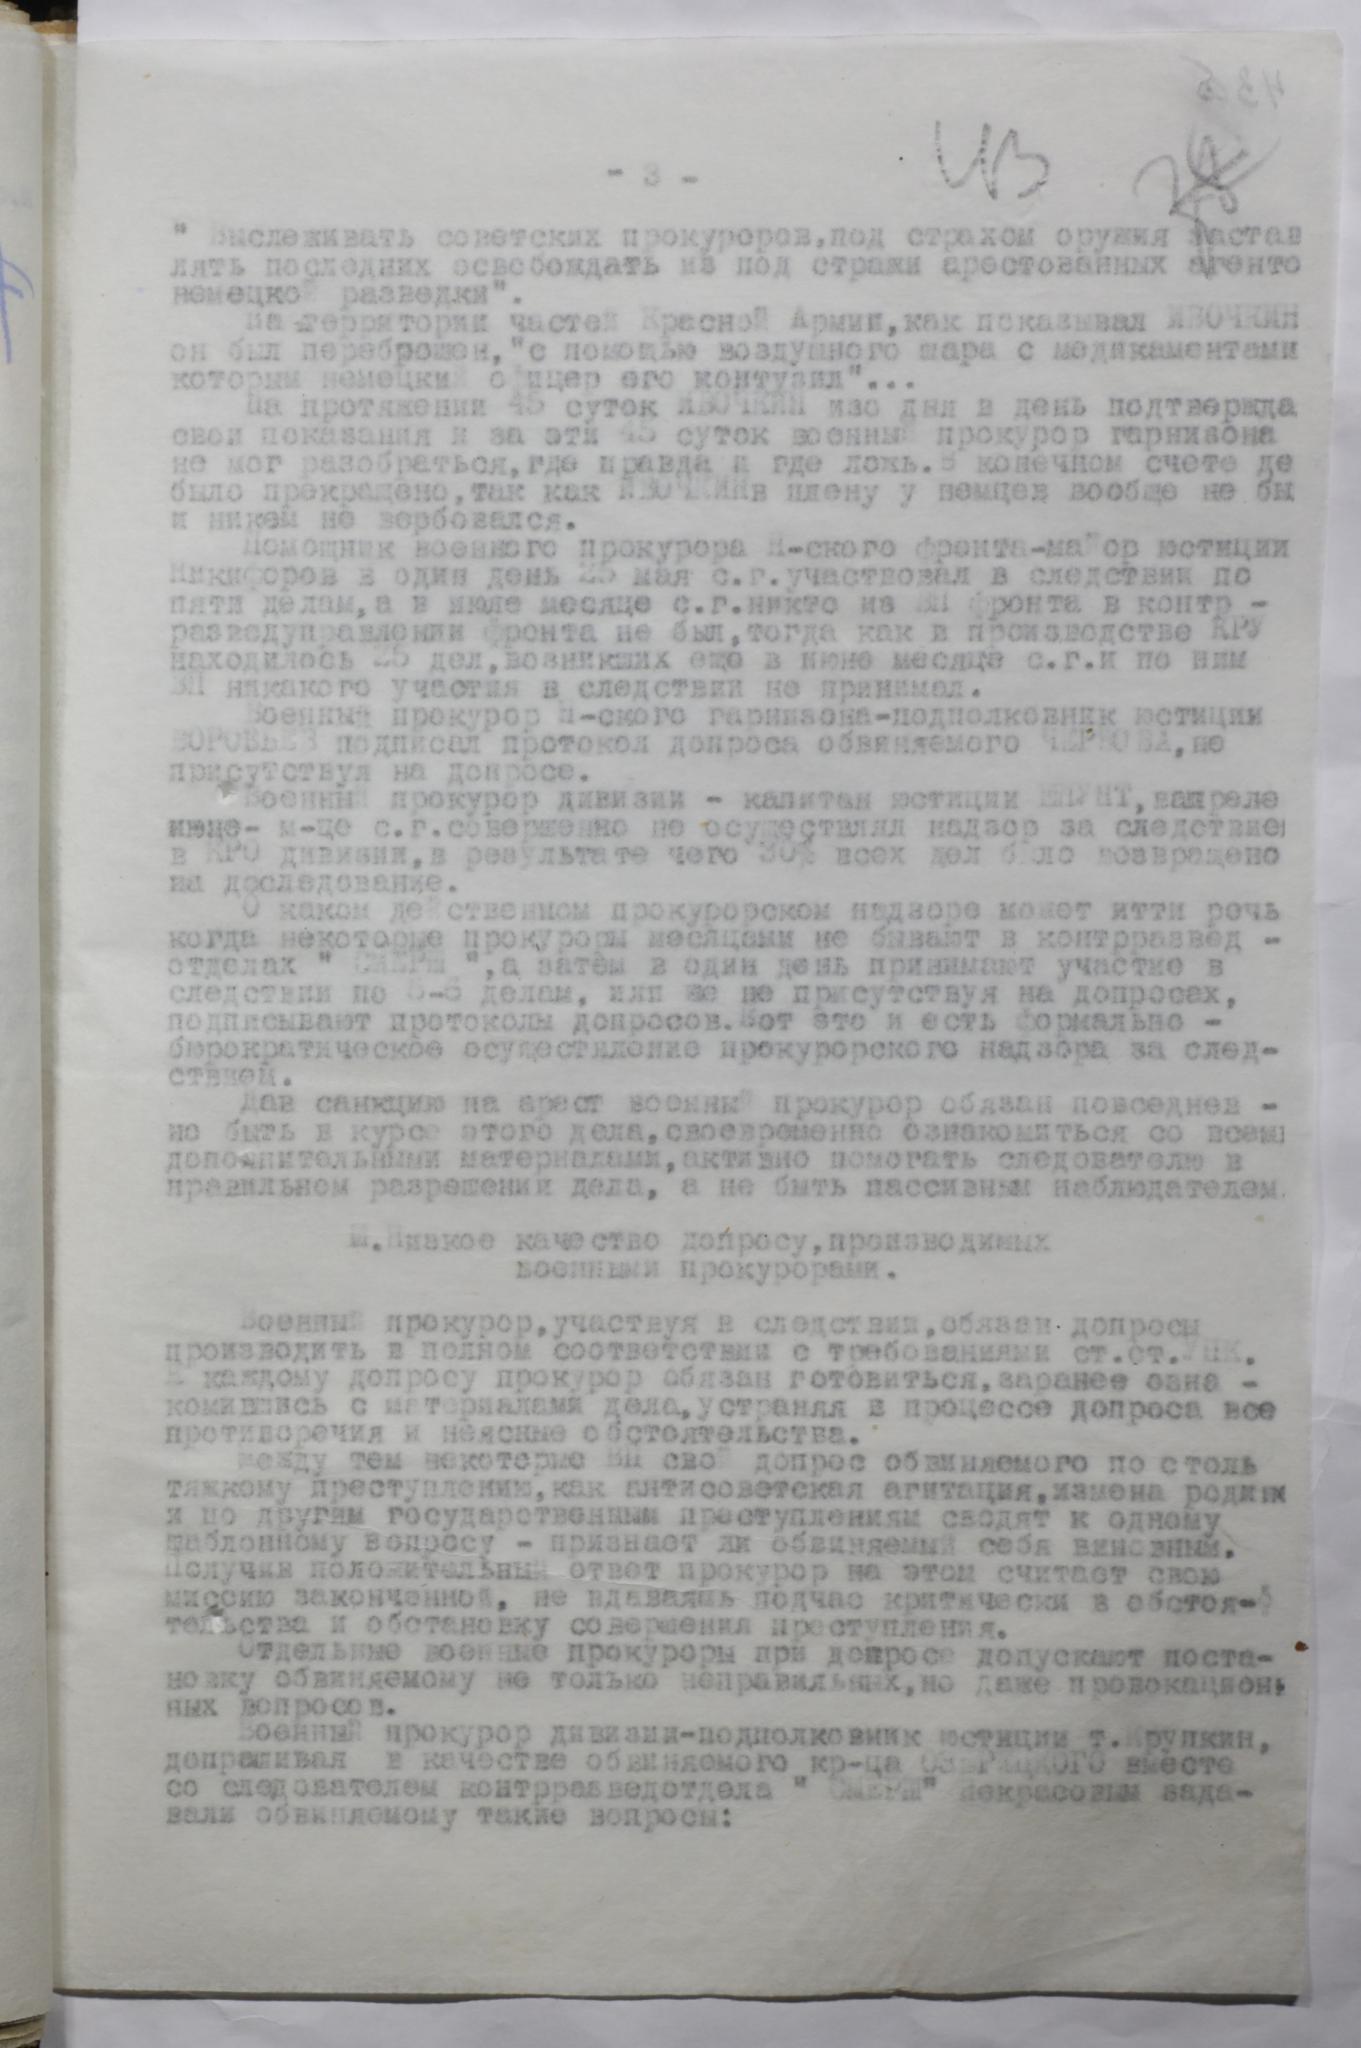 43
- 3 -
" Выслеживать советских прокуроров,под страхом оружия застав
лять последних освобождать из под стражи арестованных агенто
немецкой разведки".
На территории частей Красной Армии,как показывал ИВОЧКИН
он был переброшен,"с помощью воздушного шара с медикаментами
которым немецкий офицер его контузил"...
На протяжении 45 суток ИВОЧКИН изо дня в день подтвержда
свои показания и за эти 45 суток военный прокурор гарнизона
не мог разобраться,где правда и где ложь.В конечном счете де
было прекращено,так как ИВОЧКИНв плену у немцев вообще не бы
и никем не вербовался.
Помощник военного прокурора Н-ского фронта-майор юстиции
Никифоров в один день 25 мая с.г.участвовал в следствии по
пяти делам,а в июле месяце с.г.никто из ВП фронта в контр -
разведуправлении фронта не был,тогда как в производстве КРУ
находилось 25 дел,возникших еще в июне месяце с.г.и по ним
ВП никакого участия в следствии не принимал.
Военный прокурор Н-ского гарнизона-подполковник юстиции
ВОРОБЬЕВ подписал протокол допроса обвиняемого ЧЕРНОВА,не
присутствуя на допросе.
Военный прокурор дивизии - капитан юстиции ШПУНТ,вапреле
июне- м-це с.г.совершенно не осуществлял надзор за следствие
в КРО дивизии,в результате чего 30% всех дел было возвращено
на доследование.
О каком действенном прокурорском надзоре может итти речь
когда некоторые прокуроры месяцами не бывают в контрразвед -
отделах " СМЕРШ ",а затем в один день принимают участие в
следствии по 5-6 делам, или же не присутствуя на допросах,
подписывают протоколы допросов.Вот это и есть формально -
бюрократическое осуществление прокурорского надзора за след-
ствием.
Дав санкцию на арест военный прокурор обязан повседнев -
но быть в курсе этого дела,своевременно ознакомиться со всеми
дополнительными материалами,активно помогать следователю в
правильном разрешении дела, а не быть пассивным наблюдателем.
Ш.Низкое качество допросу,производимых
военными прокурорами.
Военный прокурор,участвуя в следствии,обязан допросы
производить в полном соответствии с требованиями ст.ст.УПК.
К каждому допросу прокурор обязан готовиться,заранее озна -
комившись с материалами дела,устраняя в процессе допроса все
противоречия и неясные обстоятельства.
Между тем некоторые ВП свой допрос обвиняемого по столь
тяжкому преступлению,как антисоветская агитация,измена родине
и по другим государственным преступлениям сводят к одному
шаблонному вопросу - признает ли обвиняемый себя виновным.
Получив положительный ответ прокурор на этом считает свою
миссию законченной, не вдаваяшь подчас критически в обстоя-
тельства и обстановку совершения преступления.
Отдельные военные прокуроры при допросе допускают поста-
новку обвиняемому не только неправильных,но даже провокацион
ных вопросов.
Военный прокурор дивизии-подполковник юстиции т.Крупкин,
допрашивая в качестве обвиняемого кр-ца ОЗЕРИЦКОГО вместе
со следователем контрразведотдела " СМЕРШ" Некрасовым зада-
вали обвиняемому такие вопросы: